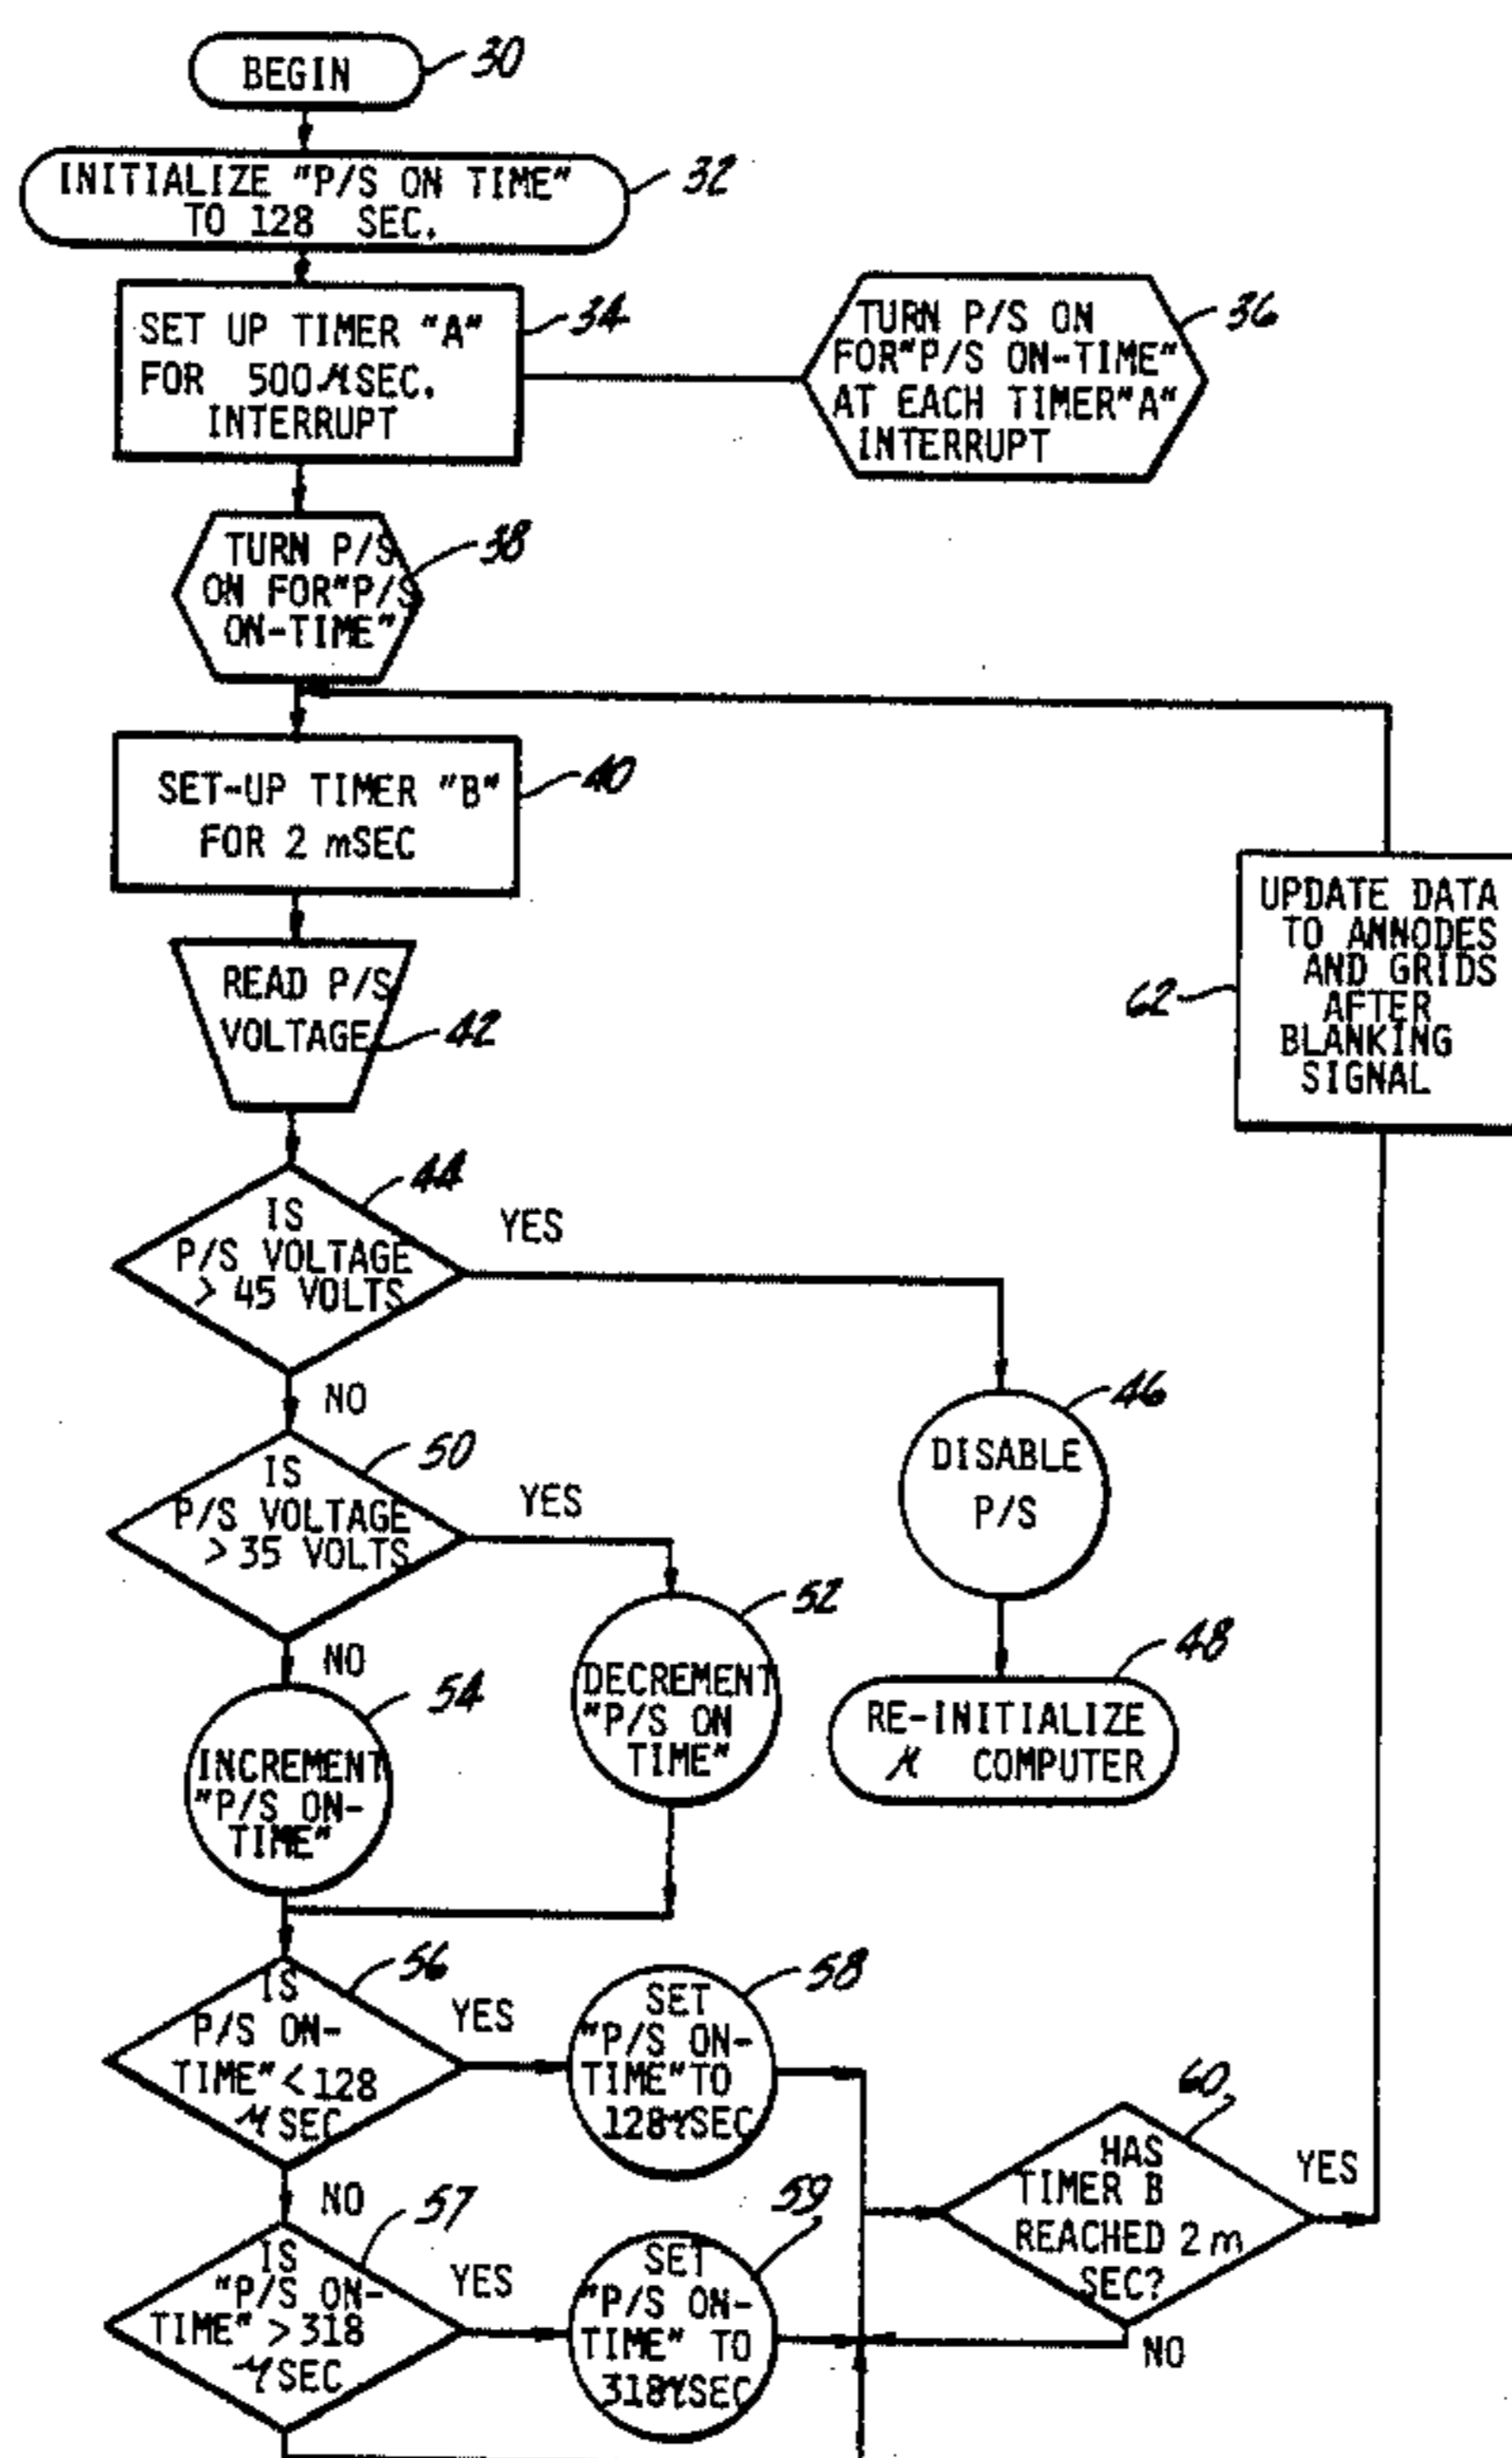 BEGIN
30
INITIALIZE "P/S ON TIME"
TO 128 SEC.
32
SET UP TIMER "A"
FOR 500 μSEC.
INTERRUPT
34
TURN P/S ON
FOR"P/S ON-TIME"
AT EACH TIMER"A"
INTERRUPT
36
TURN P/S
ON FOR"P/S
ON-TIME"
38
SET-UP TIMER "B"
FOR 2 mSEC
40
READ P/S
VOLTAGE
42
UPDATE DATA
TO ANNODES
AND GRIDS
AFTER
BLANKING
SIGNAL
62
IS
P/S VOLTAGE
> 45 VOLTS
44
YES
NO
DISABLE
P/S
46
IS
P/S VOLTAGE
> 35 VOLTS
50
YES
NO
DECREMENT
"P/S ON
TIME"
52
RE-INITIALIZE
μ COMPUTER
48
INCREMENT
"P/S ON-
TIME"
54
IS
P/S ON-
TIME" < 128
μ SEC
56
YES
NO
SET
"P/S ON-
TIME"TO
128μSEC
58
HAS
TIMER B
REACHED 2 m
SEC?
60
YES
NO
IS
"P/S ON-
TIME" > 318
μSEC
57
YES
SET
"P/S ON-
TIME" TO
318μSEC
59